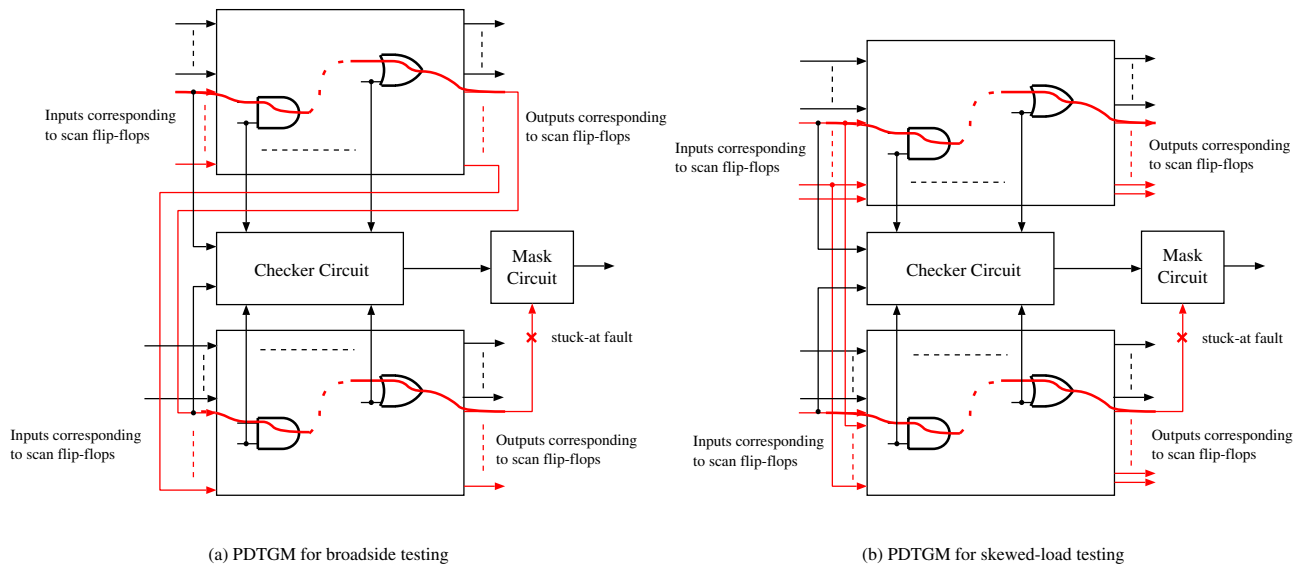 Inputs corresponding
to scan flip-flops
Outputs corresponding
to scan flip-flops
Checker Circuit
Mask
Circuit
stuck-at fault
Inputs corresponding
to scan flip-flops
Outputs corresponding
to scan flip-flops
(a) PDTGM for broadside testing
Inputs corresponding
to scan flip-flops
Outputs corresponding
to scan flip-flops
Checker Circuit
Mask
Circuit
stuck-at fault
Inputs corresponding
to scan flip-flops
Outputs corresponding
to scan flip-flops
(b) PDTGM for skewed-load testing